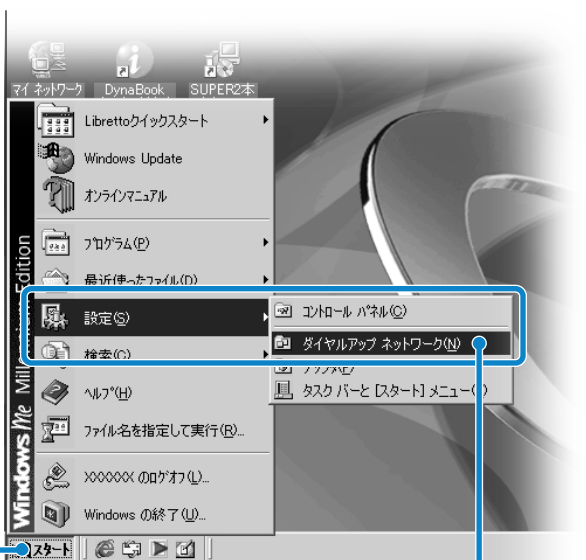 マイ ネットワーク
DynaBook
SUPER2本
Librettoクイックスタート
Windows Update
オンラインマニュアル
プログラム(P)
最近使ったファイル(D)
設定(S)
検索(C)
ヘルプ(H)
ファイル名を指定して実行(R)...
XXXXXX のログオフ(L)...
Windows の終了(U)...
コントロール パネル(C)
ダイヤルアップ ネットワーク(N)
プリンタ(P)
タスク バーと [スタート] メニュー(
Windows Me Millennium Edition
スタート